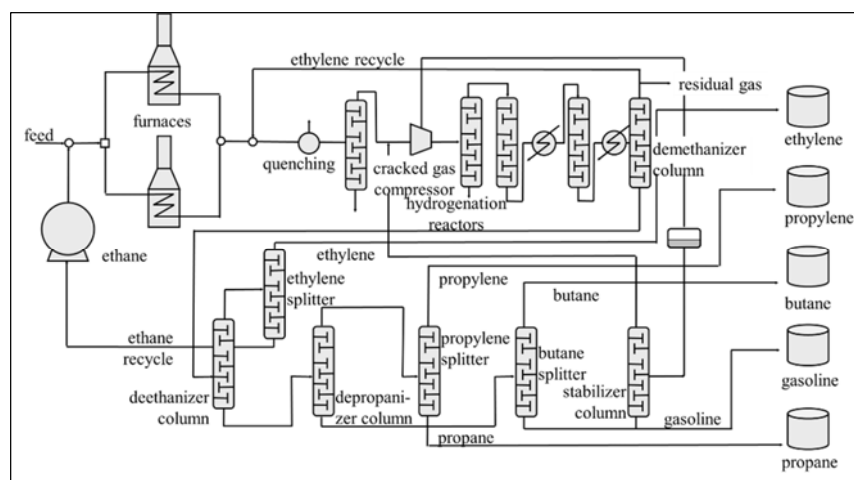 ethylene recycle
residual gas
feed
furnaces
quenching
cracked gas
compressor
hydrogenation
reactors
demethanizer
column
ethylene
propylene
ethane
ethylene
ethylene
splitter
propylene
butane
butane
ethane
recycle
propylene
splitter
butane
splitter
stabilizer
column
gasoline
deethanizer
column
depropani-
zer column
propane
gasoline
propane